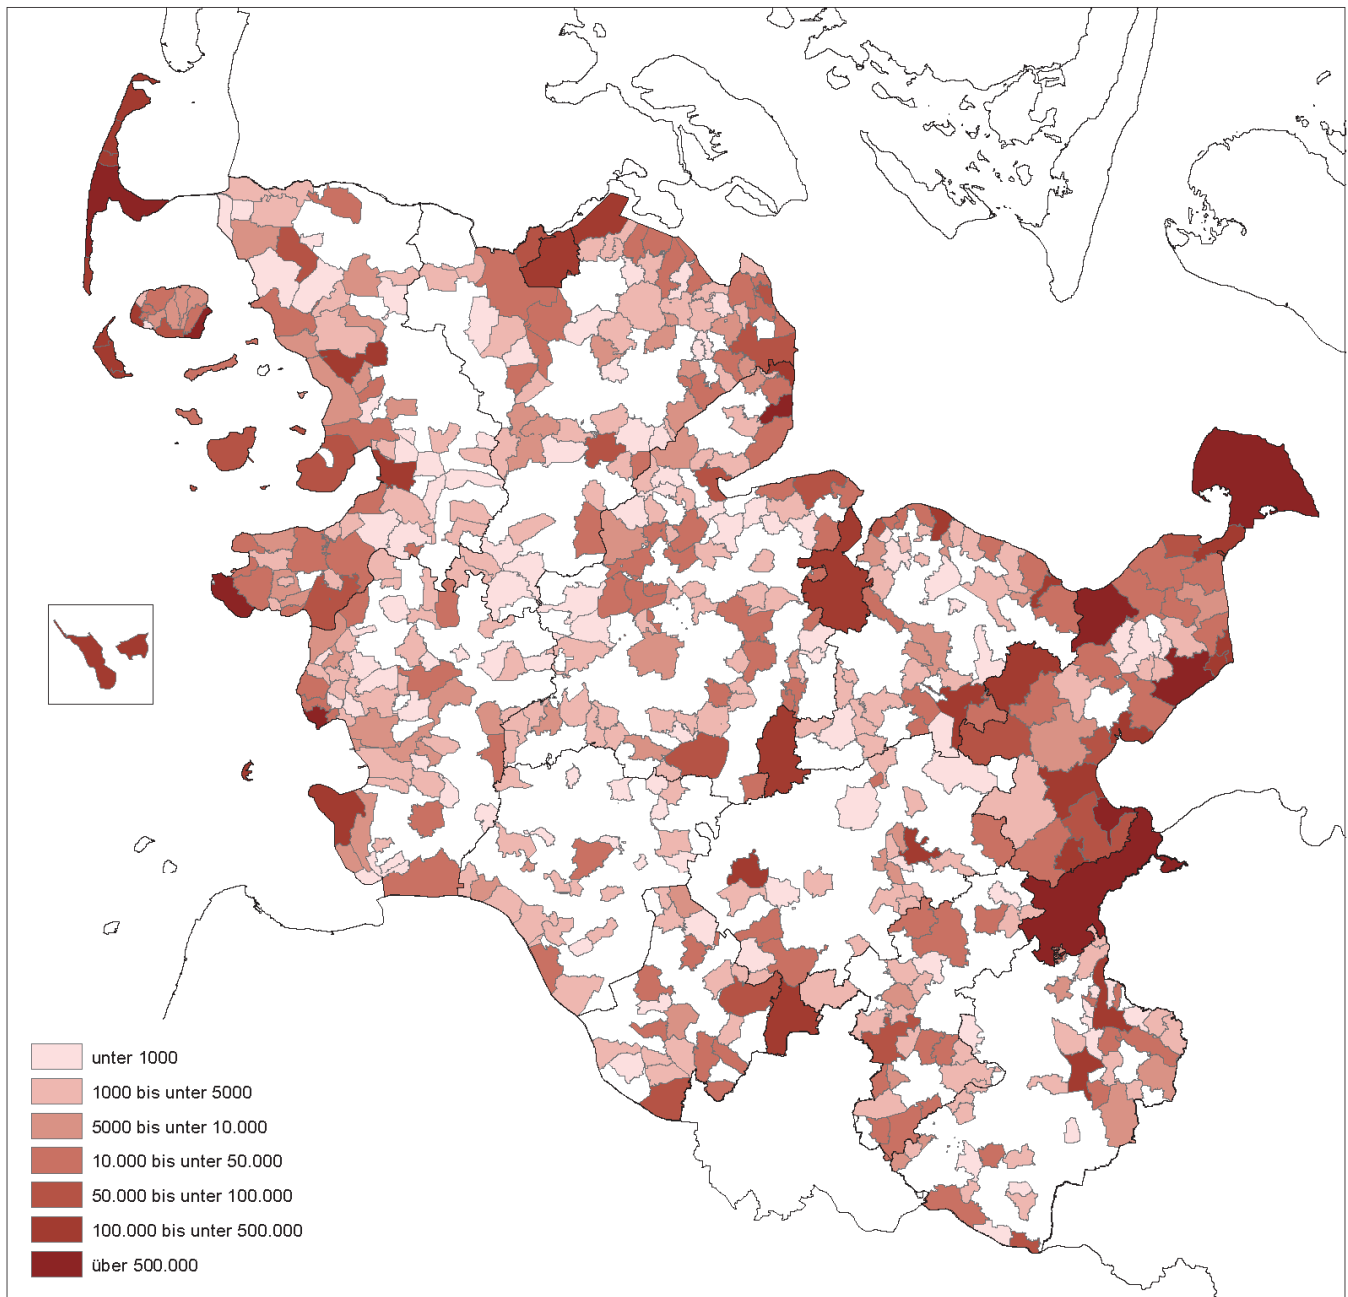 unter 1000
1000 bis unter 5000
5000 bis unter 10.000
10.000 bis unter 50.000
50.000 bis unter 100.000
100.000 bis unter 500.000
über 500.000